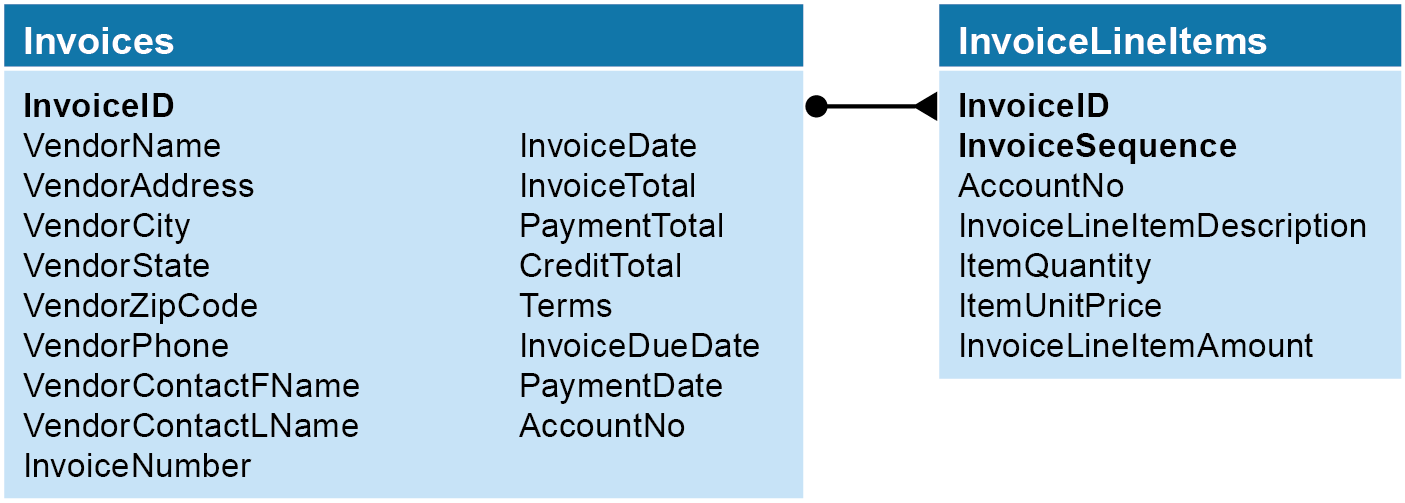 Invoices
InvoiceID
VendorName
VendorAddress
VendorCity
VendorState
VendorZipCode
VendorPhone
VendorContactFName
VendorContactLName
InvoiceNumber
InvoiceDate
InvoiceTotal
PaymentTotal
CreditTotal
Terms
InvoiceDueDate
PaymentDate
AccountNo
InvoiceLineItems
InvoiceID
InvoiceSequence
AccountNo
InvoiceLineItemDescription
ItemQuantity
ItemUnitPrice
InvoiceLineItemAmount